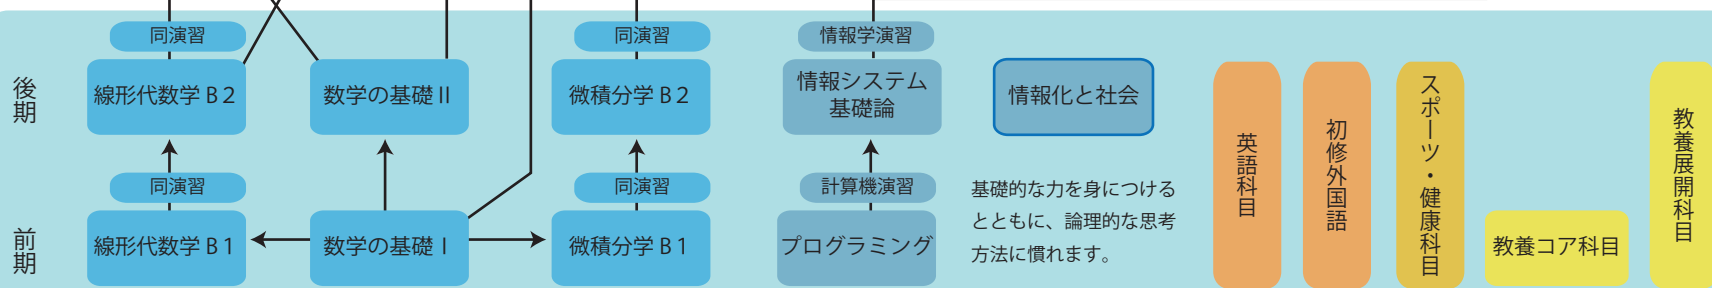 同演習
同演習
情報学演習
後期
線形代数学 B 2
数学の基礎 II
微積分学 B 2
情報システム
基礎論
情報化と社会
同演習
同演習
計算機演習
前期
線形代数学 B 1
数学の基礎 I
微積分学 B 1
プログラミング
基礎的な力を身につける
とともに、論理的な思考
方法に慣れます。
英語科目
初修外国語
スポーツ・健康科目
教養コア科目
教養展開科目